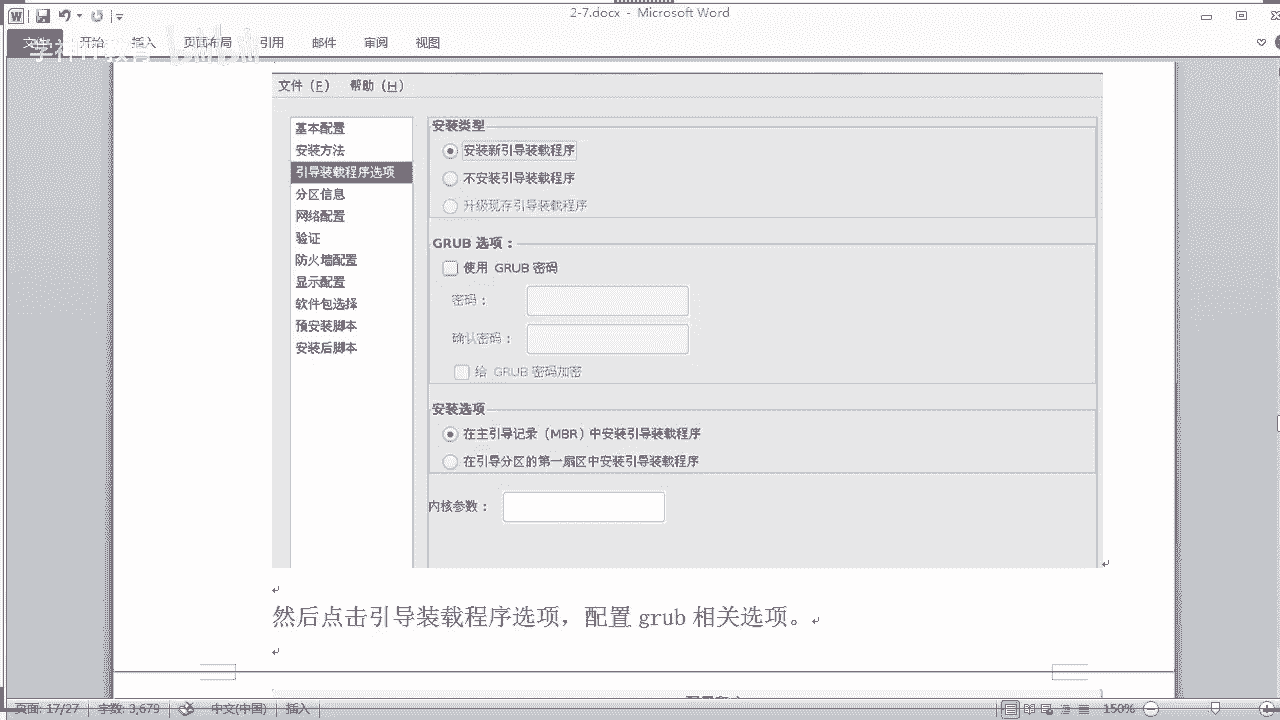 2-7.docx - Microsoft Word
文件 开始 插入 页面布局 引用 邮件 审阅 视图
文件（F） 帮助（H）
基本配置
安装方法
引导装载程序选项
分区信息
网络配置
验证
防火墙配置
显示配置
软件包选择
预安装脚本
安装后脚本
安装类型
安装新引导装载程序
不安装引导装载程序
升级现存引导装载程序
GRUB 选项：
使用 GRUB 密码
密码：
确认密码：
给 GRUB 密码加密
安装选项
在主引导记录（MBR）中安装引导装载程序
在引导分区的第一扇区中安装引导装载程序
内核参数：
然后点击引导装载程序选项，配置 grub 相关选项。
页面: 17/27 字数: 3,679 中文(中国) 插入 150%